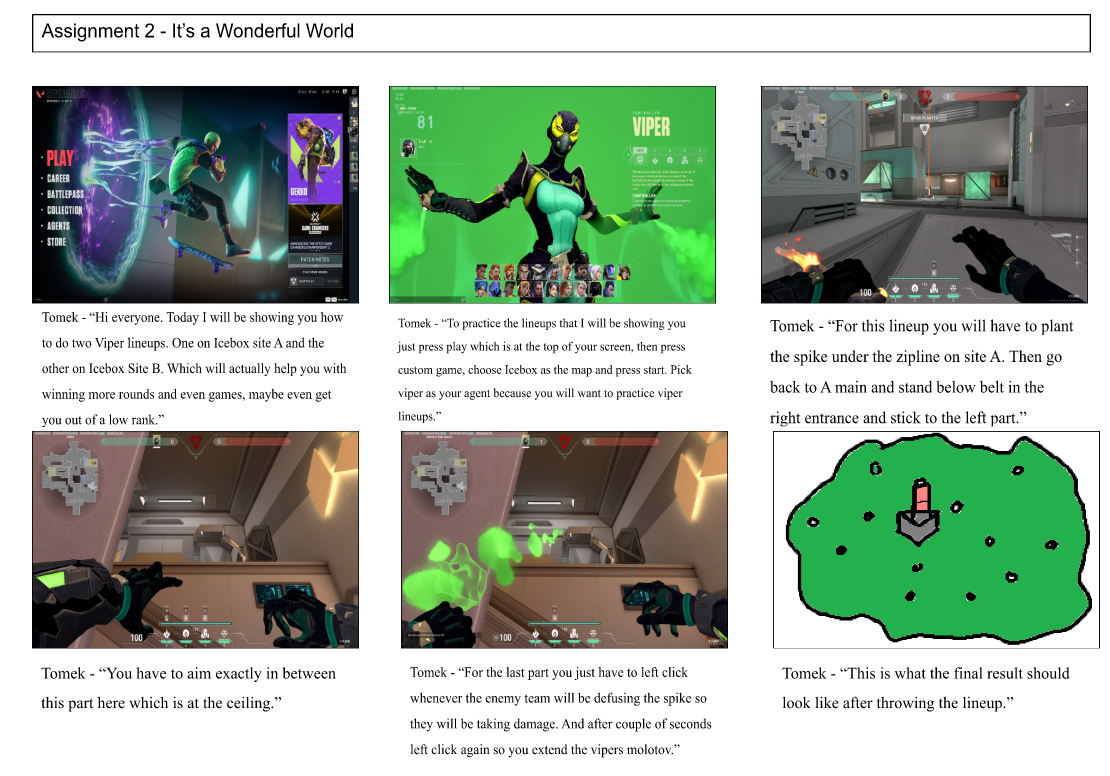 Assignment 2 - It's a Wonderful World
PLAY
CAREER
BATTLEPASS
COLLECTION
AGENTS
STORE
GEKKO
GAME CHANGERS
PATCH NOTES
81
VIPER
CONTROLLER
SPIKE PLANTED
100
Tomek - “Hi everyone. Today I will be showing you how
to do two Viper lineups. One on Icebox site A and the
other on Icebox Site B. Which will actually help you with
winning more rounds and even games, maybe even get
you out of a low rank.”
Tomek - “To practice the lineups that I will be showing you
just press play which is at the top of your screen, then press
custom game, choose Icebox as the map and press start. Pick
viper as your agent because you will want to practice viper
lineups.”
Tomek - “For this lineup you will have to plant
the spike under the zipline on site A. Then go
back to A main and stand below belt in the
right entrance and stick to the left part.”
100
100
Tomek - “You have to aim exactly in between
this part here which is at the ceiling.”
Tomek - “For the last part you just have to left click
whenever the enemy team will be defusing the spike so
they will be taking damage. And after couple of seconds
left click again so you extend the vipers molotov.”
Tomek - “This is what the final result should
look like after throwing the lineup.”